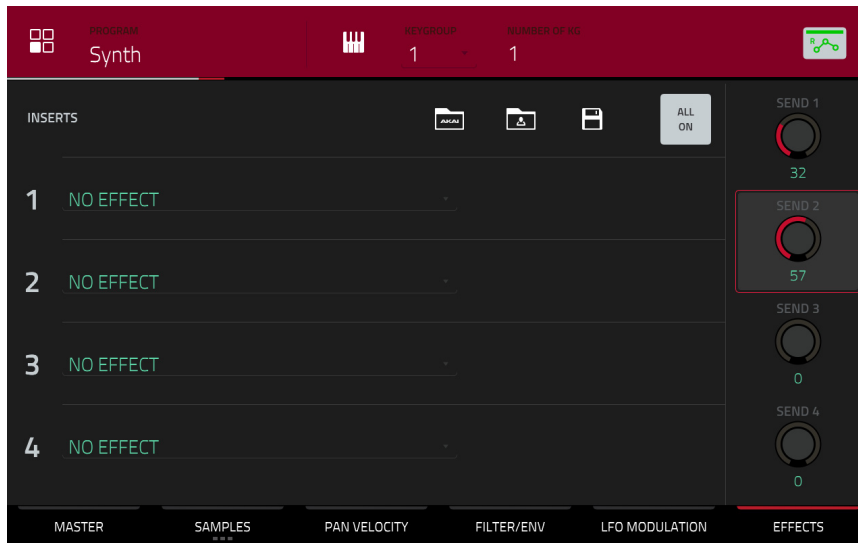 PROGRAM
Synth
KEYGROUP
1
NUMBER OF KG
1
R
INSERTS
AKAI
ALL
ON
1 NO EFFECT
2 NO EFFECT
3 NO EFFECT
4 NO EFFECT
SEND 1
32
SEND 2
57
SEND 3
0
SEND 4
0
MASTER SAMPLES PAN VELOCITY FILTER/ENV LFO MODULATION EFFECTS